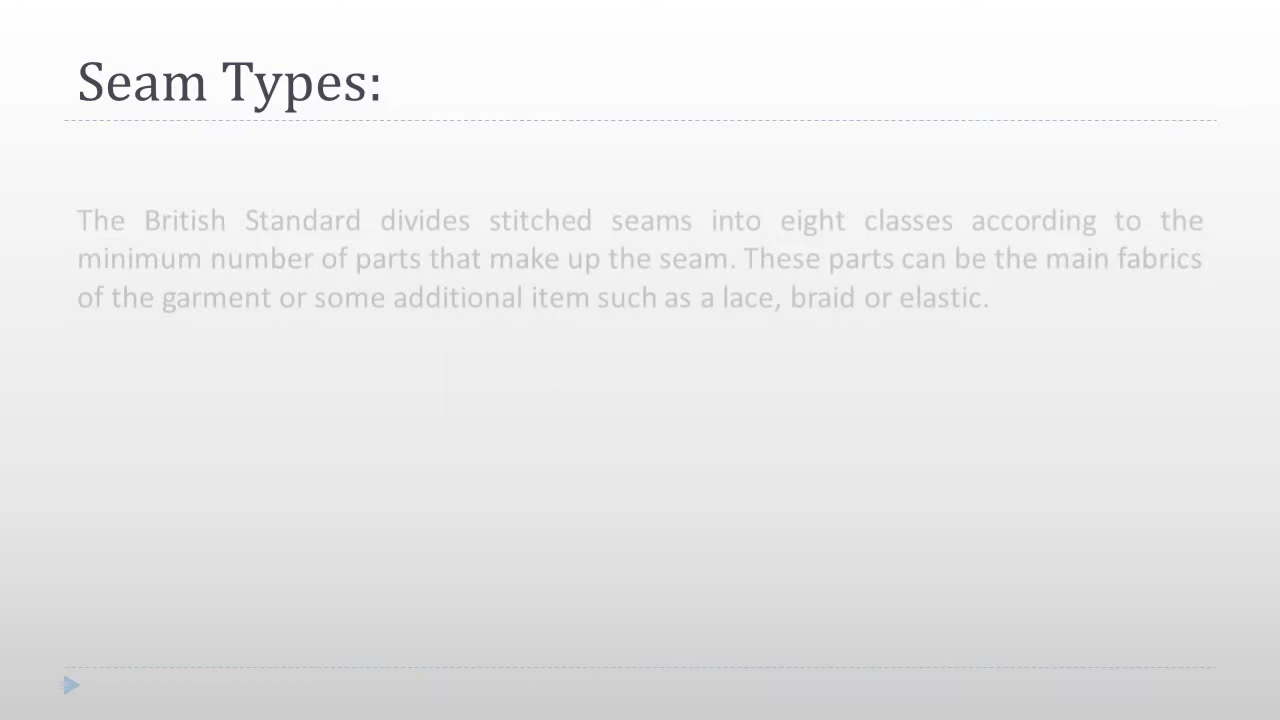 Seam Types:
The British Standard divides stitched seams into eight classes according to the
minimum number of parts that make up the seam. These parts can be the main fabrics
of the garment or some additional item such as a lace, braid or elastic.